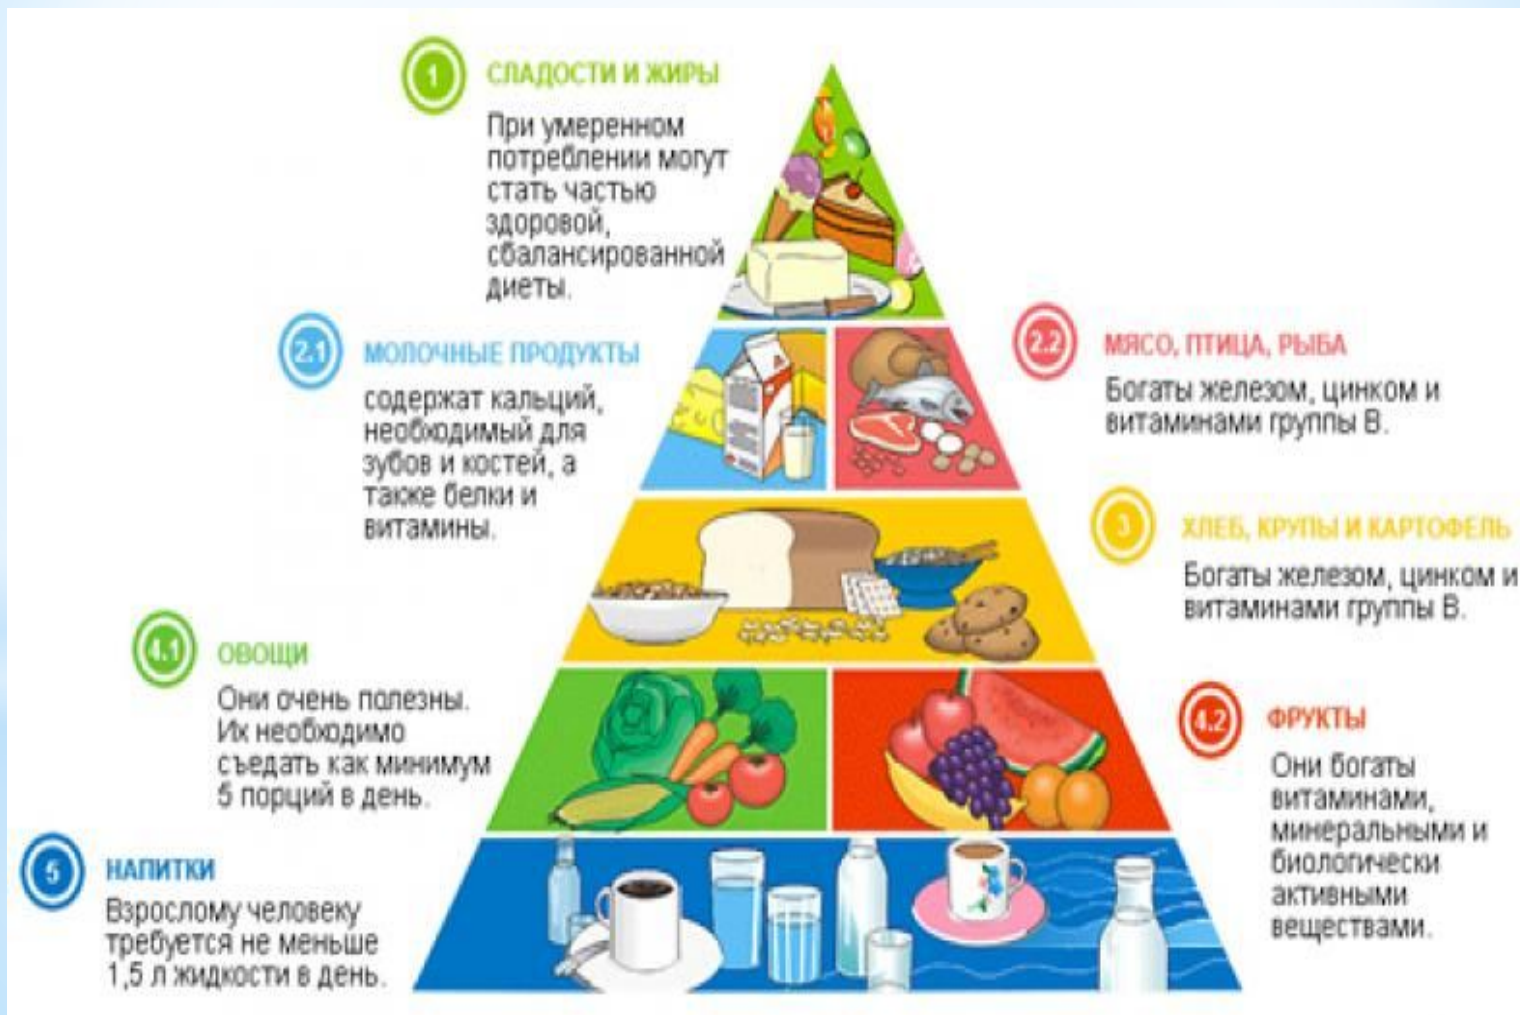 1
СЛАДОСТИ И ЖИРЫ
При умеренном
потреблении могут
стать частью
здоровой,
сбалансированной
диеты.
2.1
МОЛОЧНЫЕ ПРОДУКТЫ
содержат кальций,
необходимый для
зубов и костей, а
также белки и
витамины.
2.2
МЯСО, ПТИЦА, РЫБА
Богаты железом, цинком и
витаминами группы В.
3
ХЛЕБ, КРУПЫ И КАРТОФЕЛЬ
Богаты железом, цинком и
витаминами группы В.
4.1
ОВОЩИ
Они очень полезны.
Их необходимо
съедать как минимум
5 порций в день.
4.2
ФРУКТЫ
Они богаты
витаминами,
минеральными и
биологически
активными
веществами.
5
НАПИТКИ
Взрослому человеку
требуется не меньше
1,5 л жидкости в день.